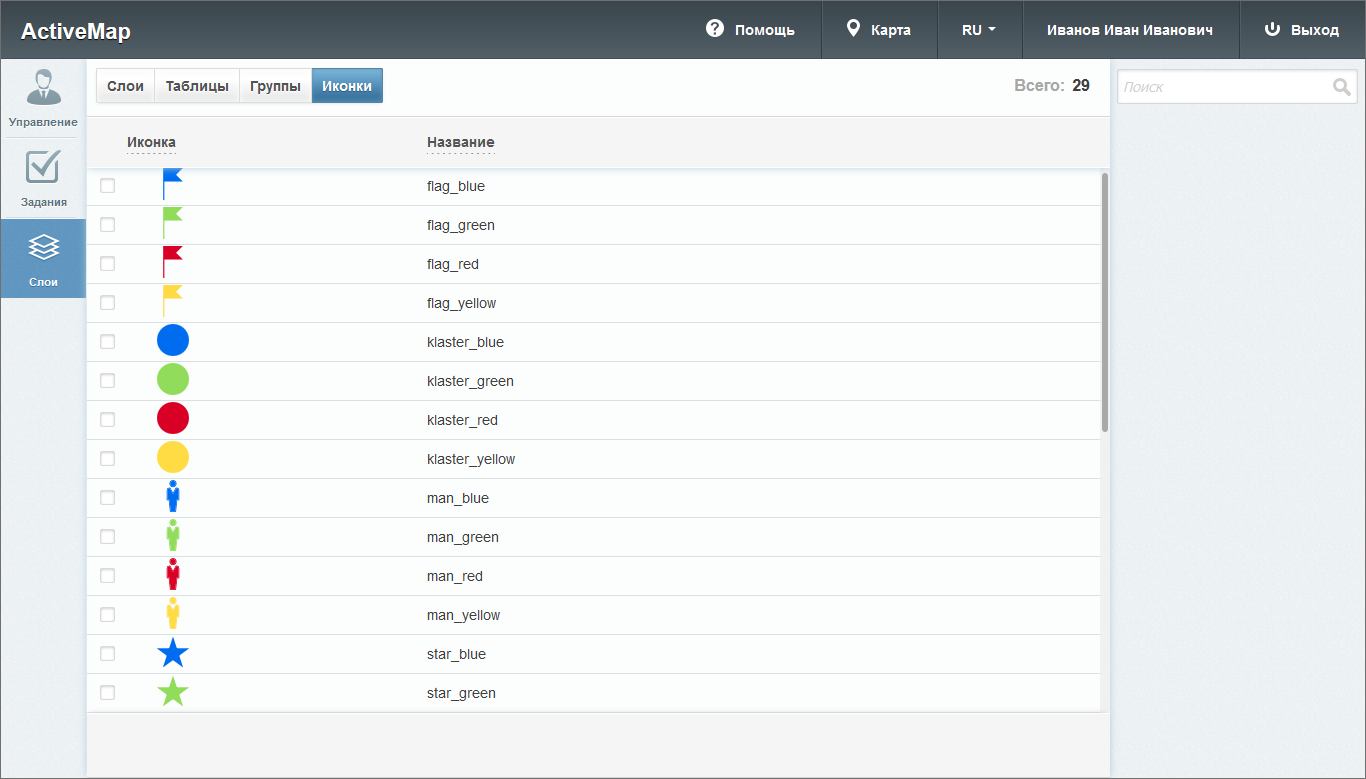 ActiveMap
Помощь
Карта
RU
Иванов Иван Иванович
Выход
Управление
Задания
Слои
Слои Таблицы Группы Иконки
Всего: 29
Поиск
Иконка Название
flag_blue
flag_green
flag_red
flag_yellow
klaster_blue
klaster_green
klaster_red
klaster_yellow
man_blue
man_green
man_red
man_yellow
star_blue
star_green